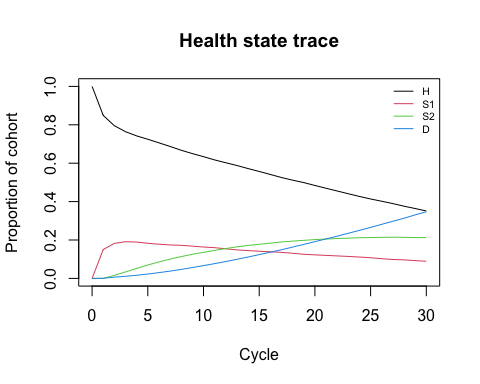 Health state trace
Proportion of cohort
1.0
0.8
0.6
0.4
0.2
0.0
H
S1
S2
D
0 5 10 15 20 25 30
Cycle